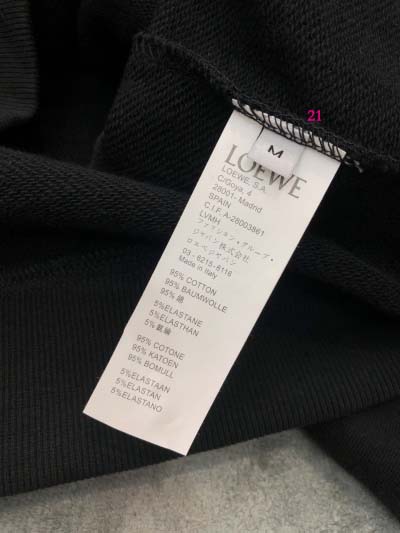 21
M
LOEWE
LOEWE, S.A.
C/Goya, 4
28001- Madrid
SPAIN
C.I.F A-28003861
LVMH
ファッション・グループ・
ジャパン株式会社
ロエベジャパン
03-6215-6116
Made in Italy
95% COTTON
95% BAUMWOLLE
95% 綿
5%ELASTANE
5%ELASTHAN
95% COTONE
95% KATOEN
95% BOMULL
5%ELASTAAN
5%ELASTAN
5%ELASTANO